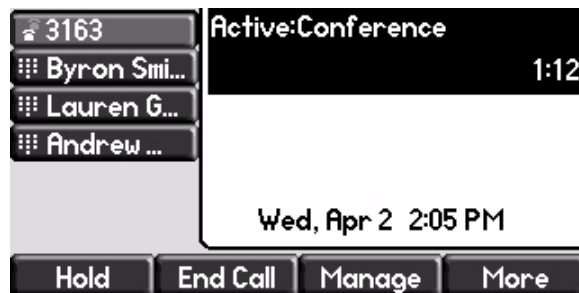 3163
Byron Smi...
Lauren G...
Andrew ...
Active:Conference
1:12
Wed, Apr 2 2:05 PM
Hold End Call Manage More